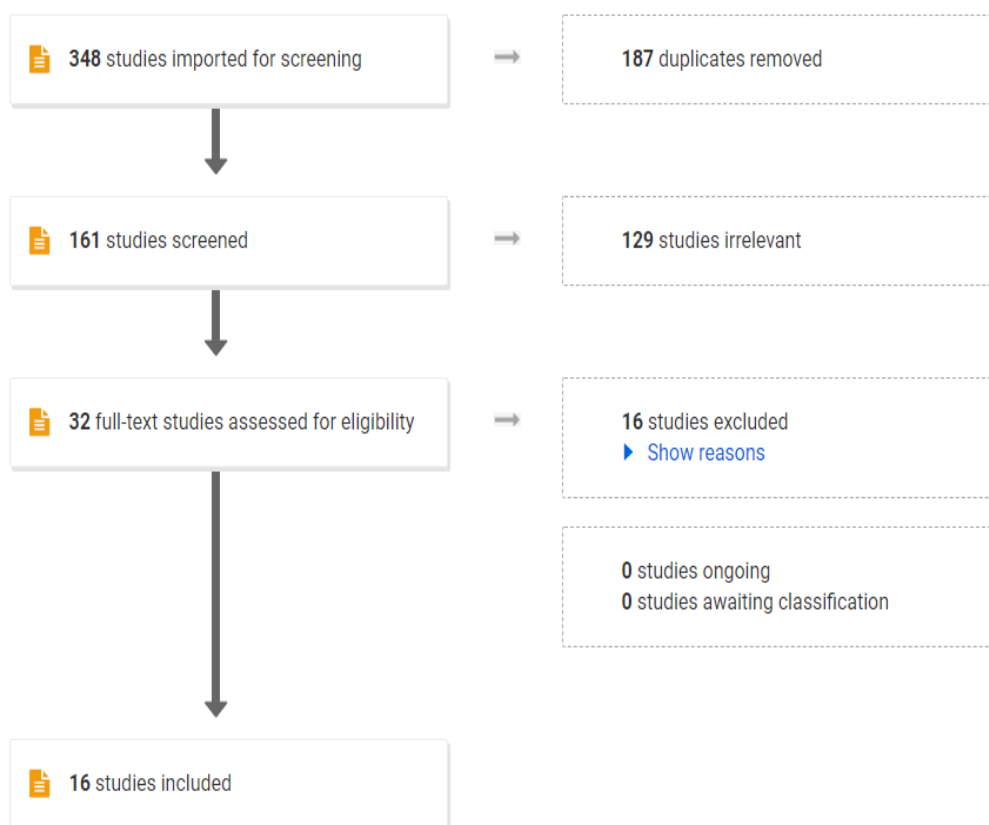 348 studies imported for screening
187 duplicates removed
161 studies screened
129 studies irrelevant
32 full-text studies assessed for eligibility
16 studies excluded
Show reasons
0 studies ongoing
0 studies awaiting classification
16 studies included